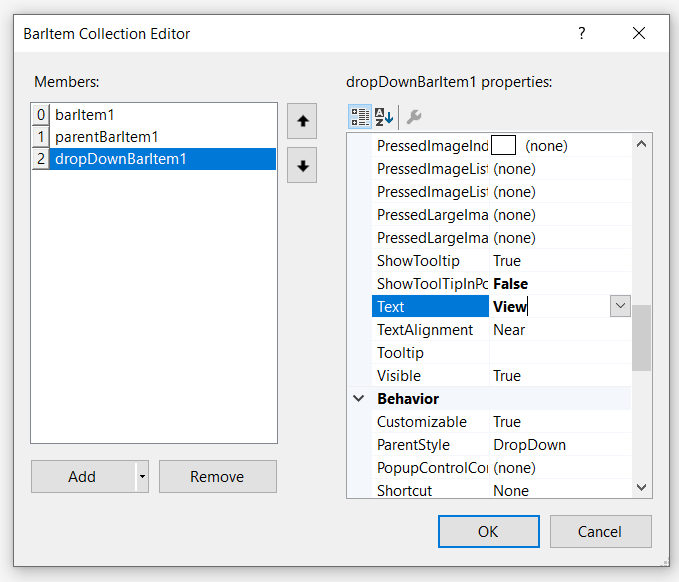 BarItem Collection Editor ?
Members:
0 barItem1
1 parentBarItem1
2 dropDownBarItem1
Add
Remove
dropDownBarItem1 properties:
PressedImageInd (none)
PressedImageList (none)
PressedImageList (none)
PressedLargeIma (none)
PressedLargeIma (none)
ShowTooltip True
ShowToolTipInPo False
Text View
TextAlignment Near
Tooltip
Visible True
Behavior
Customizable True
ParentStyle DropDown
PopupControlCon (none)
Shortcut None
OK
Cancel